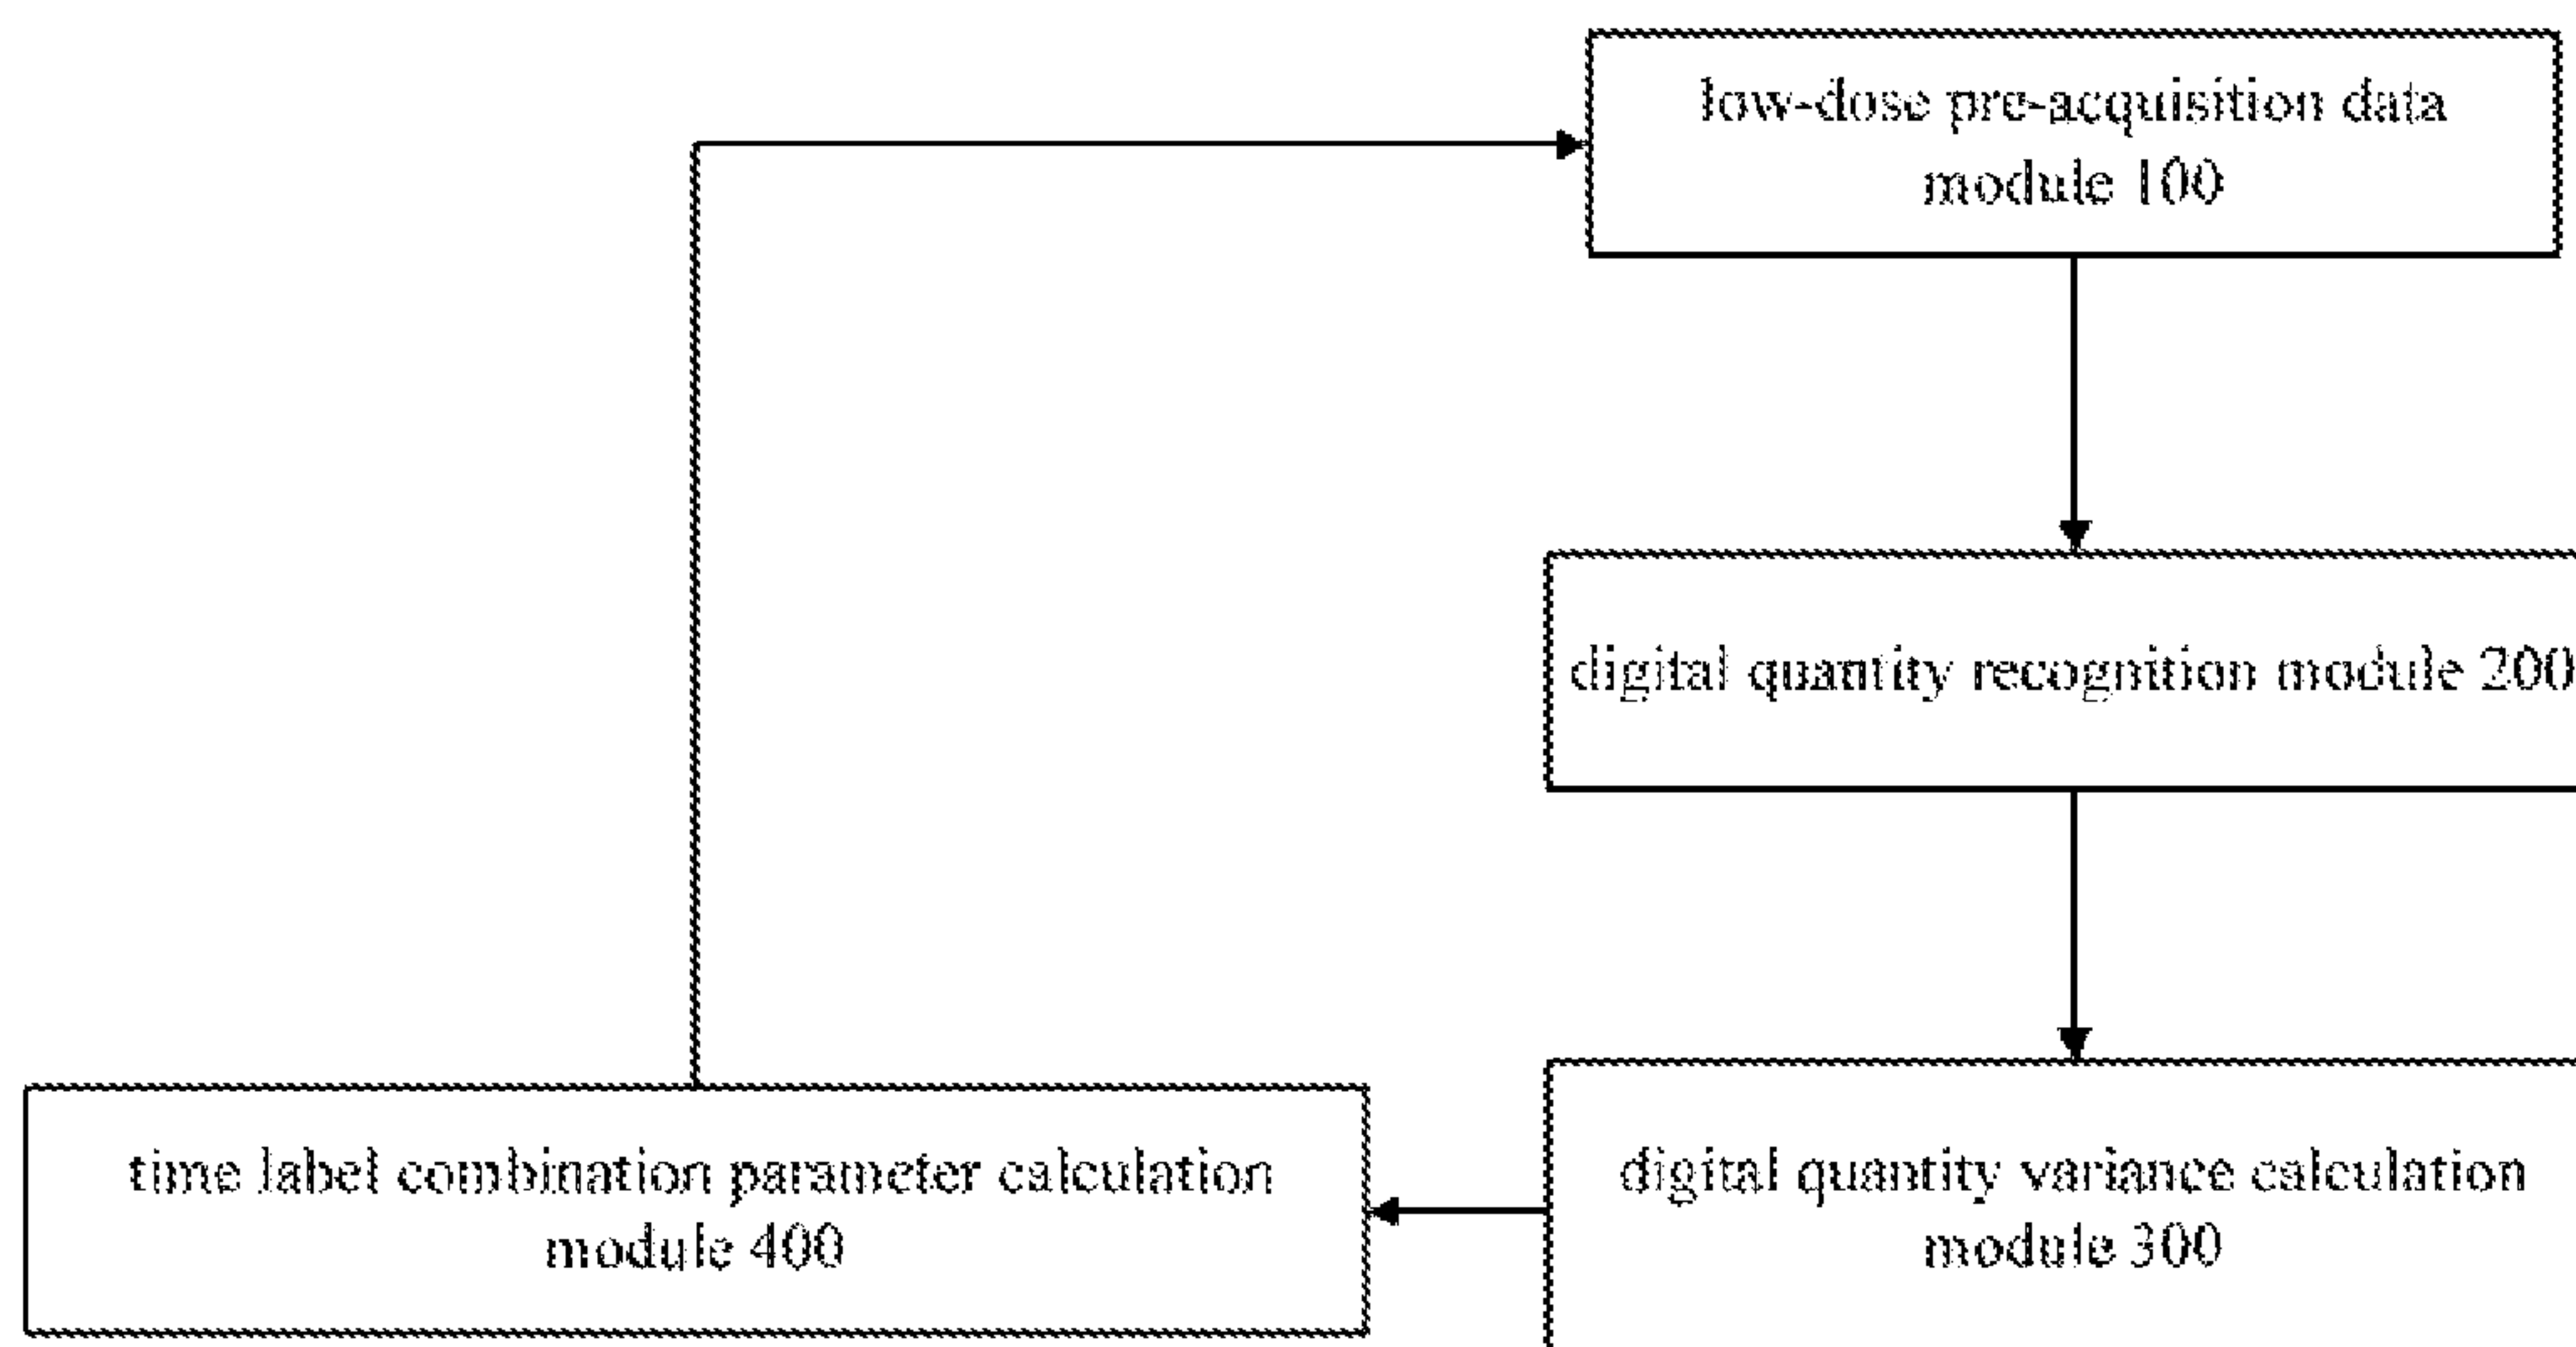 low-dose pre-acquisition data
module 100
digital quantity recognition module 200
time label combination parameter calculation
module 400
digital quantity variance calculation
module 300